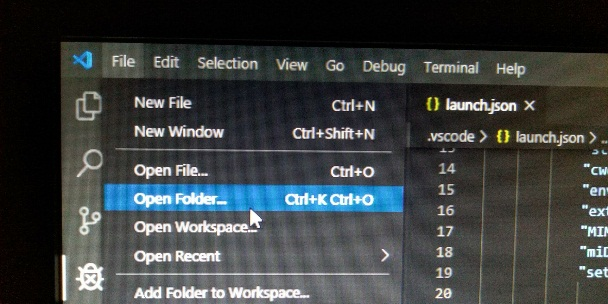 File Edit Selection View Go Debug Terminal Help
New File Ctrl+N
New Window Ctrl+Shift+N
Open File... Ctrl+O
Open Folder... Ctrl+K Ctrl+O
Open Workspace...
Open Recent >
Add Folder to Workspace...
{} launch.json ×
.vscode > {} launch.json > ..
14 "cw
15 "en
16 "ext
17 "MIM
18 "mi
19 "set
20